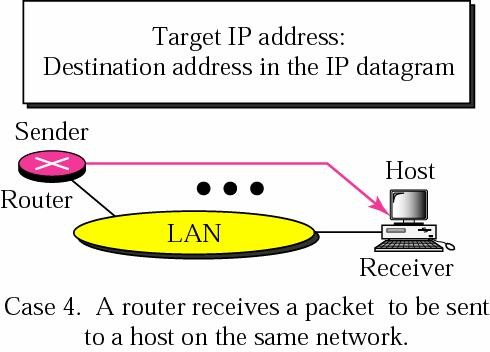 Target IP address:
Destination address in the IP datagram
Sender
Router
Host
LAN
Receiver
Case 4. A router receives a packet to be sent
to a host on the same network.